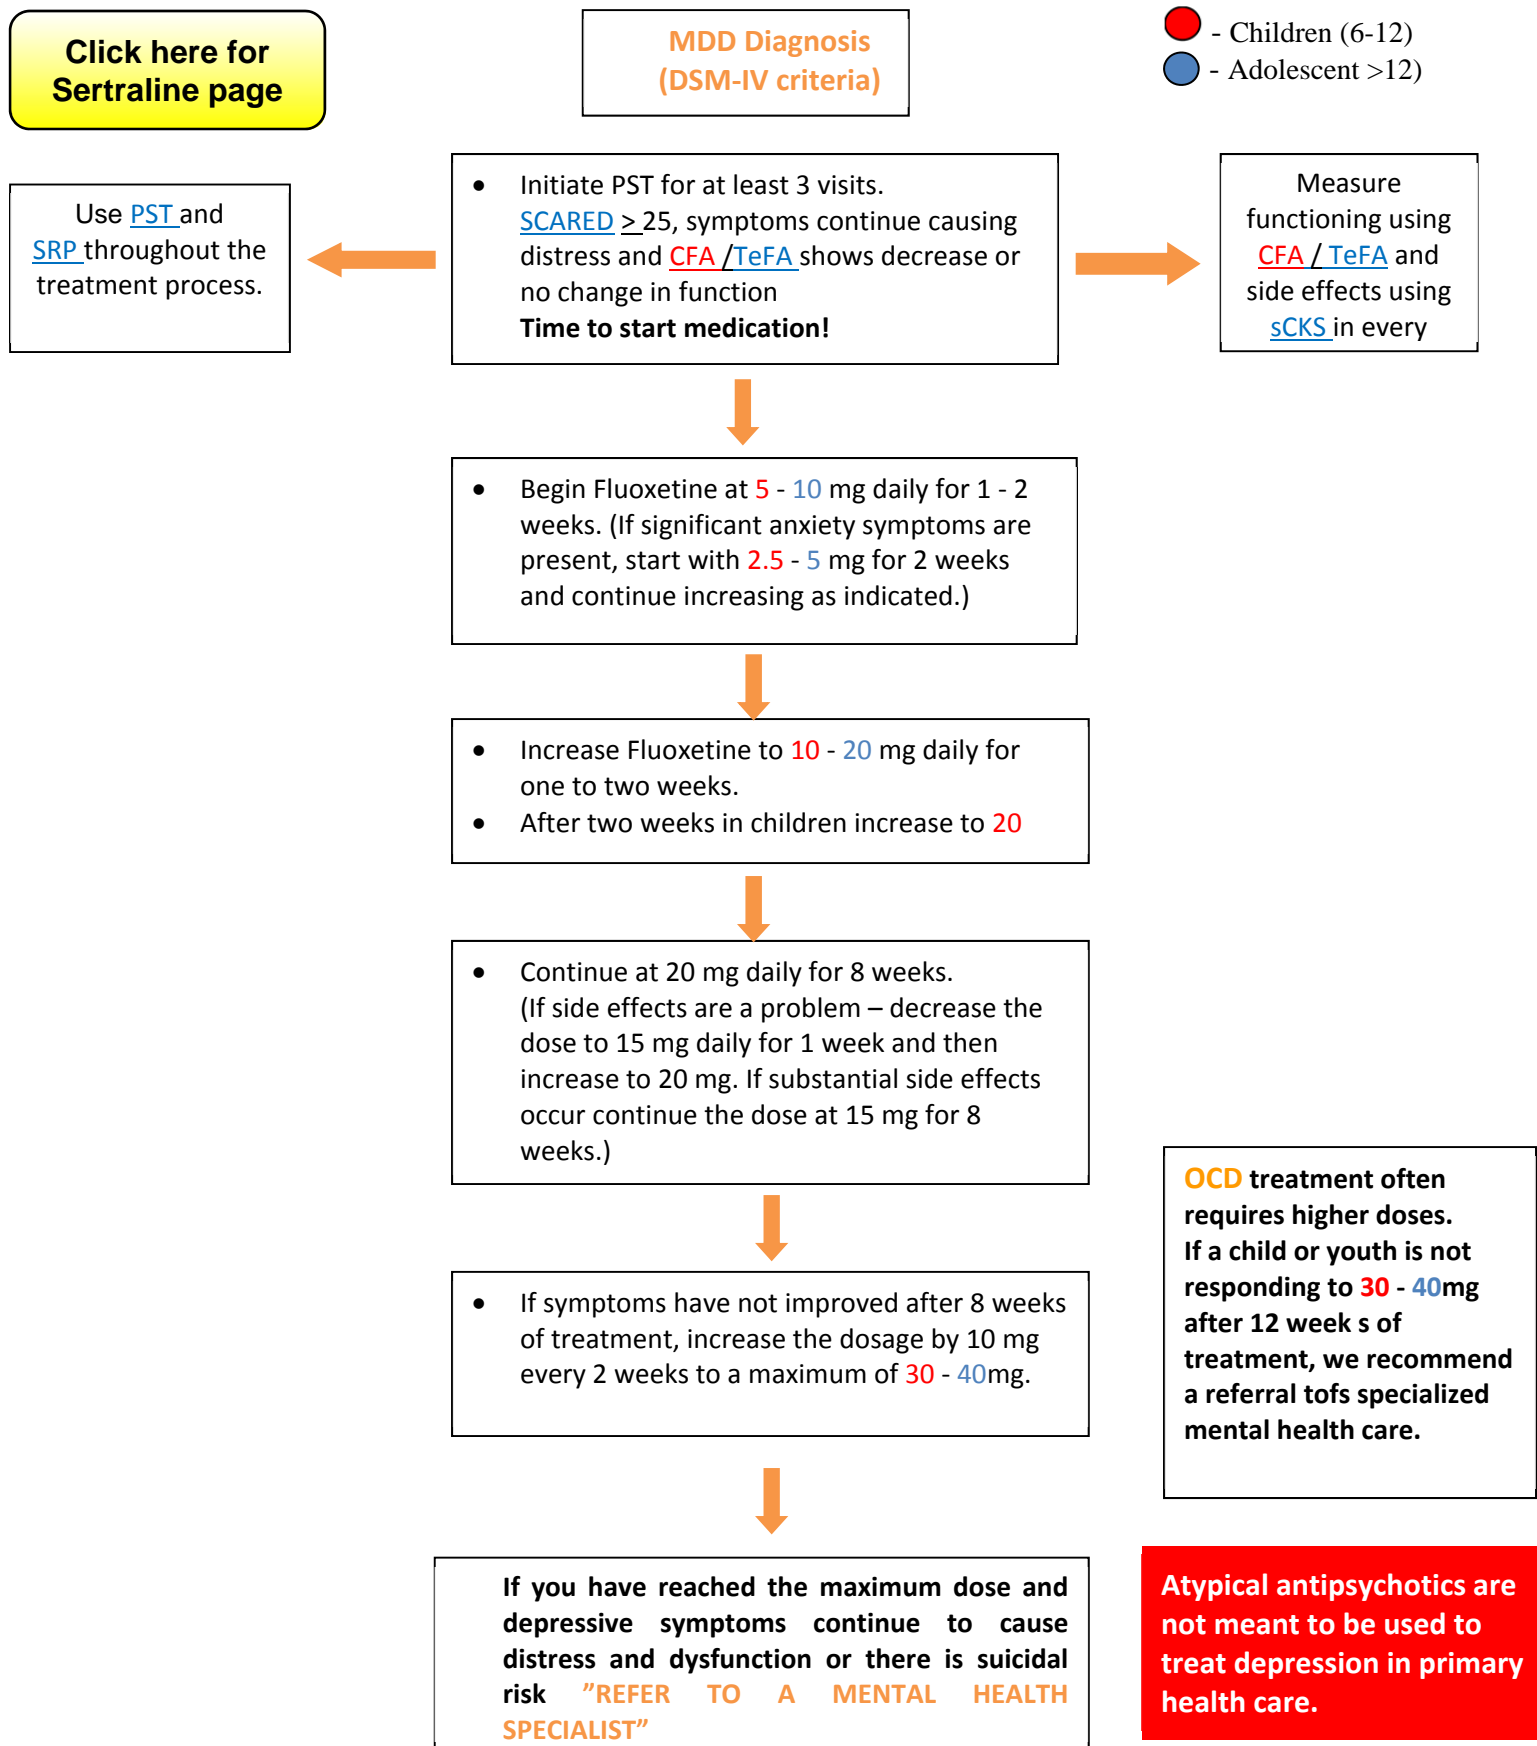 Click here for
Sertraline page
MDD Diagnosis
(DSM-IV criteria)
- Children (6-12)
- Adolescent >12)
Use PST and
SRP throughout the
treatment process.
• Initiate PST for at least 3 visits.
SCARED > 25, symptoms continue causing
distress and CFA /TeFA shows decrease or
no change in function
Time to start medication!
Measure
functioning using
CFA / TeFA and
side effects using
sCKS in every
• Begin Fluoxetine at 5 - 10 mg daily for 1 - 2
weeks. (If significant anxiety symptoms are
present, start with 2.5 - 5 mg for 2 weeks
and continue increasing as indicated.)
• Increase Fluoxetine to 10 - 20 mg daily for
one to two weeks.
• After two weeks in children increase to 20
• Continue at 20 mg daily for 8 weeks.
(If side effects are a problem – decrease the
dose to 15 mg daily for 1 week and then
increase to 20 mg. If substantial side effects
occur continue the dose at 15 mg for 8
weeks.)
• If symptoms have not improved after 8 weeks
of treatment, increase the dosage by 10 mg
every 2 weeks to a maximum of 30 - 40mg.
OCD treatment often
requires higher doses.
If a child or youth is not
responding to 30 - 40mg
after 12 week s of
treatment, we recommend
a referral tofs specialized
mental health care.
If you have reached the maximum dose and
depressive symptoms continue to cause
distress and dysfunction or there is suicidal
risk ”REFER TO A MENTAL HEALTH
SPECIALIST”
Atypical antipsychotics are
not meant to be used to
treat depression in primary
health care.